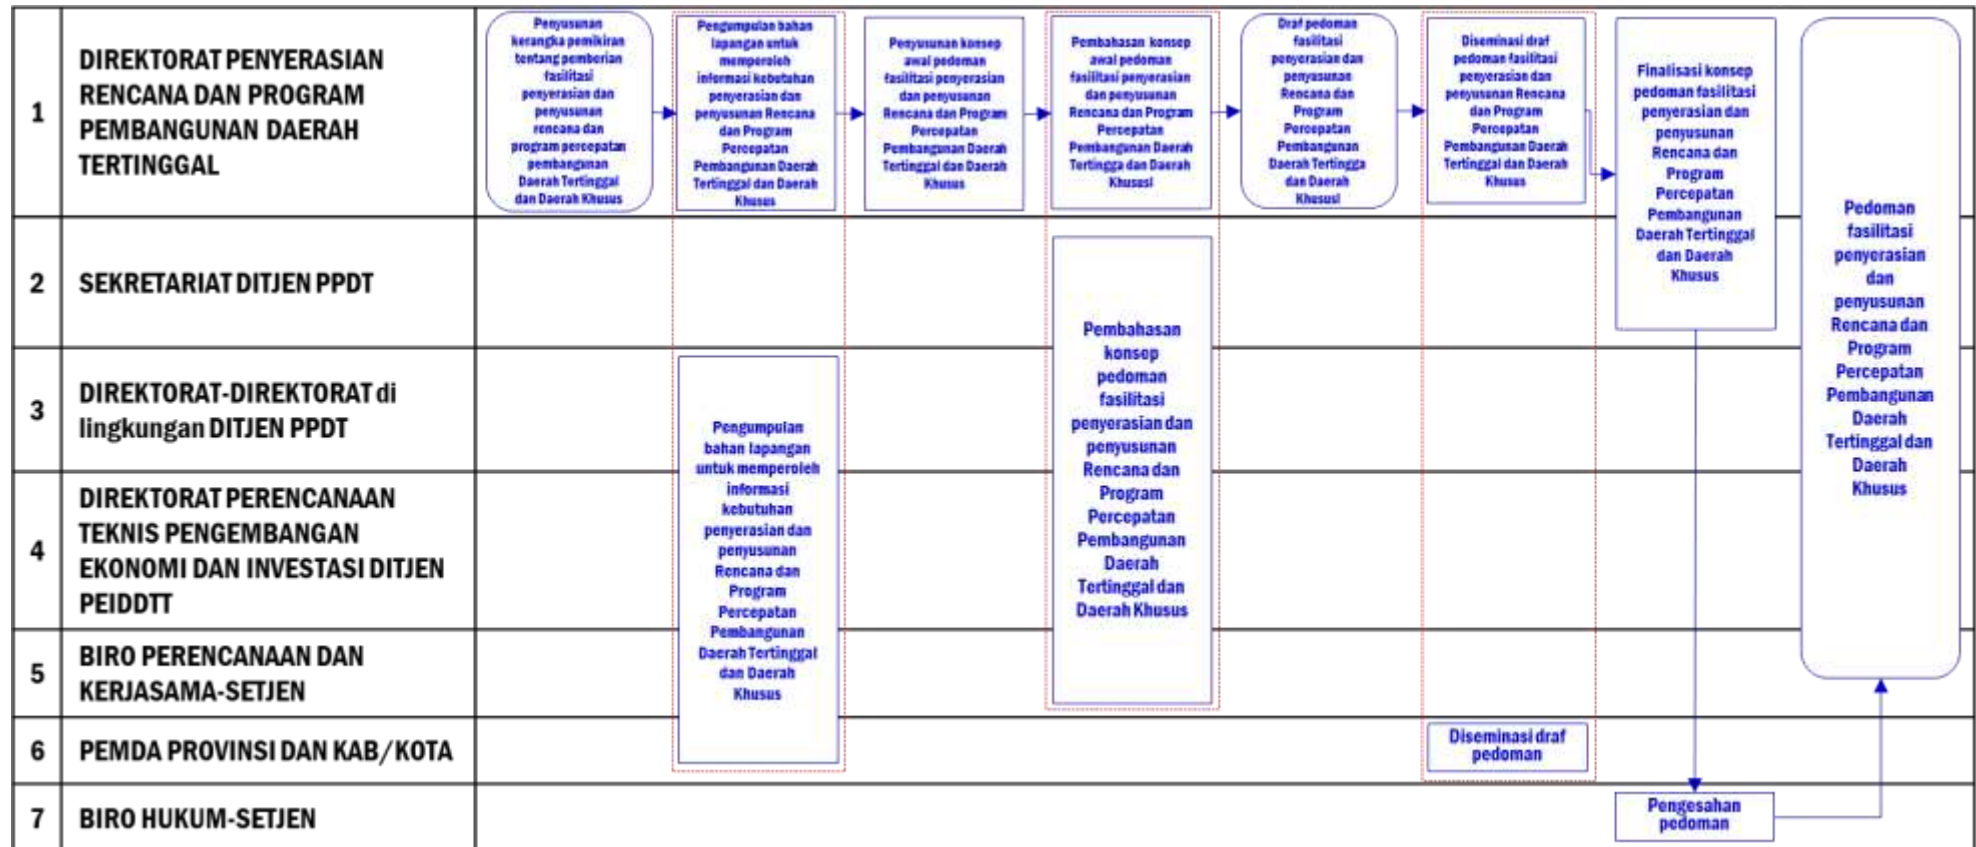 1
DIREKTORAT PENYERASIAN
RENCANA DAN PROGRAM
PEMBANGUNAN DAERAH
TERTINGGAL
Penyusunan
kerangka pemikiran
tentang pemberian
fasilitasi
penyerasian dan
penyusunan
rencana dan
program percepatan
pembangunan
Daerah Tertinggal
dan Daerah Khusus
Pengumpulan bahan
lapangan untuk
memperoleh
informasi kebutuhan
penyerasian dan
penyusunan Rencana
dan Program
Percepatan
Pembangunan Daerah
Tertinggal dan Daerah
Khusus
Penyusunan konsep
awal pedoman
fasilitasi penyerasian
dan penyusunan
Rencana dan Program
Percepatan
Pembangunan Daerah
Tertinggal dan Daerah
Khusus
Pembahasan konsep
awal pedoman
fasilitasi penyerasian
dan penyusunan
Rencana dan Program
Percepatan
Pembangunan Daerah
Tertingga dan Daerah
Khususl
Draf pedoman
fasilitasi
penyerasian dan
penyusunan
Rencana dan
Program
Percepatan
Pembangunan
Daerah Tertingga
dan Daerah
Khususl
Diseminasi draf
pedoman fasilitasi
penyerasian dan
penyusunan Rencana
dan Program
Percepatan
Pembangunan Daerah
Tertinggal dan Daerah
Khusus
Finalisasi konsep
pedoman fasilitasi
penyerasian dan
penyusunan
Rencana dan
Program
Percepatan
Pembangunan
Daerah Tertinggal
dan Daerah
Khusus
Pedoman
fasilitasi
penyerasian
dan
penyusunan
Rencana dan
Program
Percepatan
Pembangunan
Daerah
Tertinggal dan
Daerah
Khusus
2
SEKRETARIAT DITJEN PPDT
Pembahasan
konsep
pedoman
fasilitasi
penyerasian dan
penyusunan
Rencana dan
Program
Percepatan
Pembangunan
Daerah
Tertinggal dan
Daerah Khusus
3
DIREKTORAT-DIREKTORAT di
lingkungan DITJEN PPDT
Pengumpulan
bahan lapangan
untuk memperoleh
informasi
kebutuhan
penyerasian dan
penyusunan
Rencana dan
Program
Percepatan
Pembangunan
Daerah Tertinggal
dan Daerah
Khusus
4
DIREKTORAT PERENCANAAN
TEKNIS PENGEMBANGAN
EKONOMI DAN INVESTASI DITJEN
PEIDDTT
5
BIRO PERENCANAAN DAN
KERJASAMA-SETJEN
6
PEMDA PROVINSI DAN KAB/KOTA
Diseminasi draf
pedoman
7
BIRO HUKUM-SETJEN
Pengesahan
pedoman